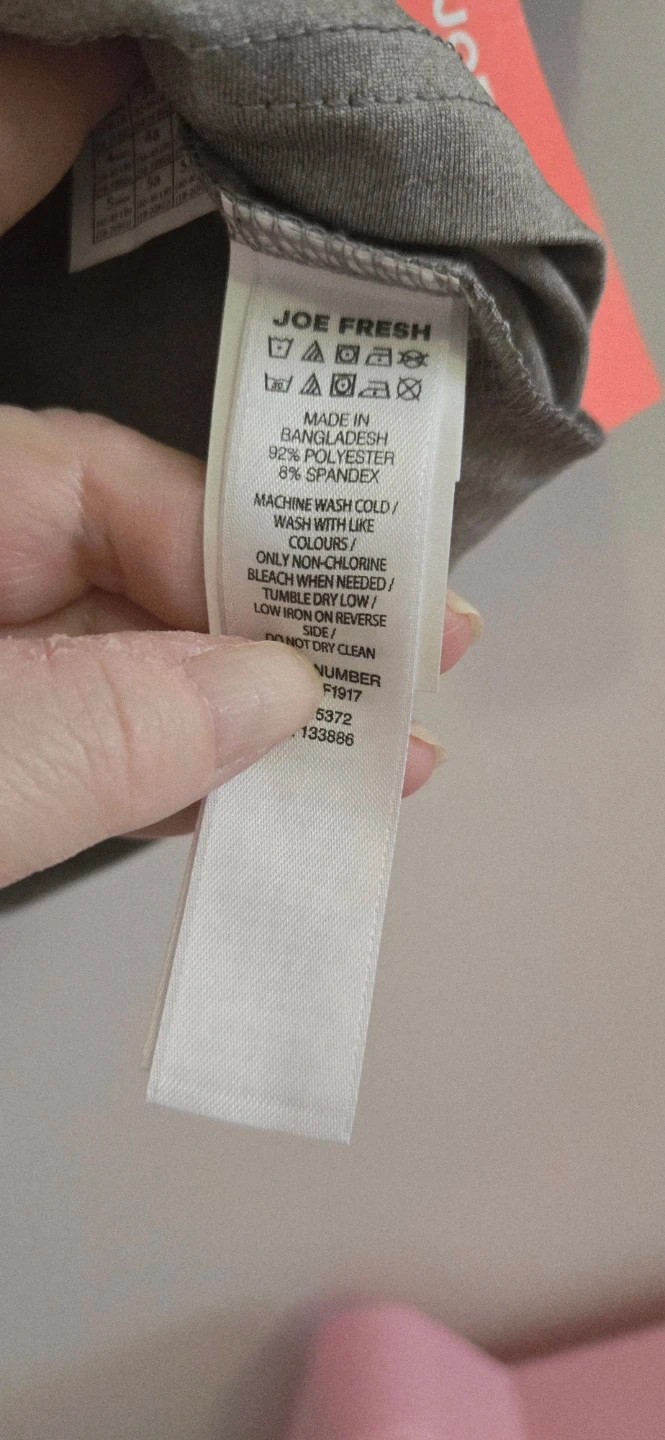 JOE FRESH
30
MADE IN
BANGLADESH
92% POLYESTER
8% SPANDEX
MACHINE WASH COLD /
WASH WITH LIKE
COLOURS /
ONLY NON-CHLORINE
BLEACH WHEN NEEDED /
TUMBLE DRY LOW /
LOW IRON ON REVERSE
SIDE /
DO NOT DRY CLEAN
NUMBER
F1917
5372
133886